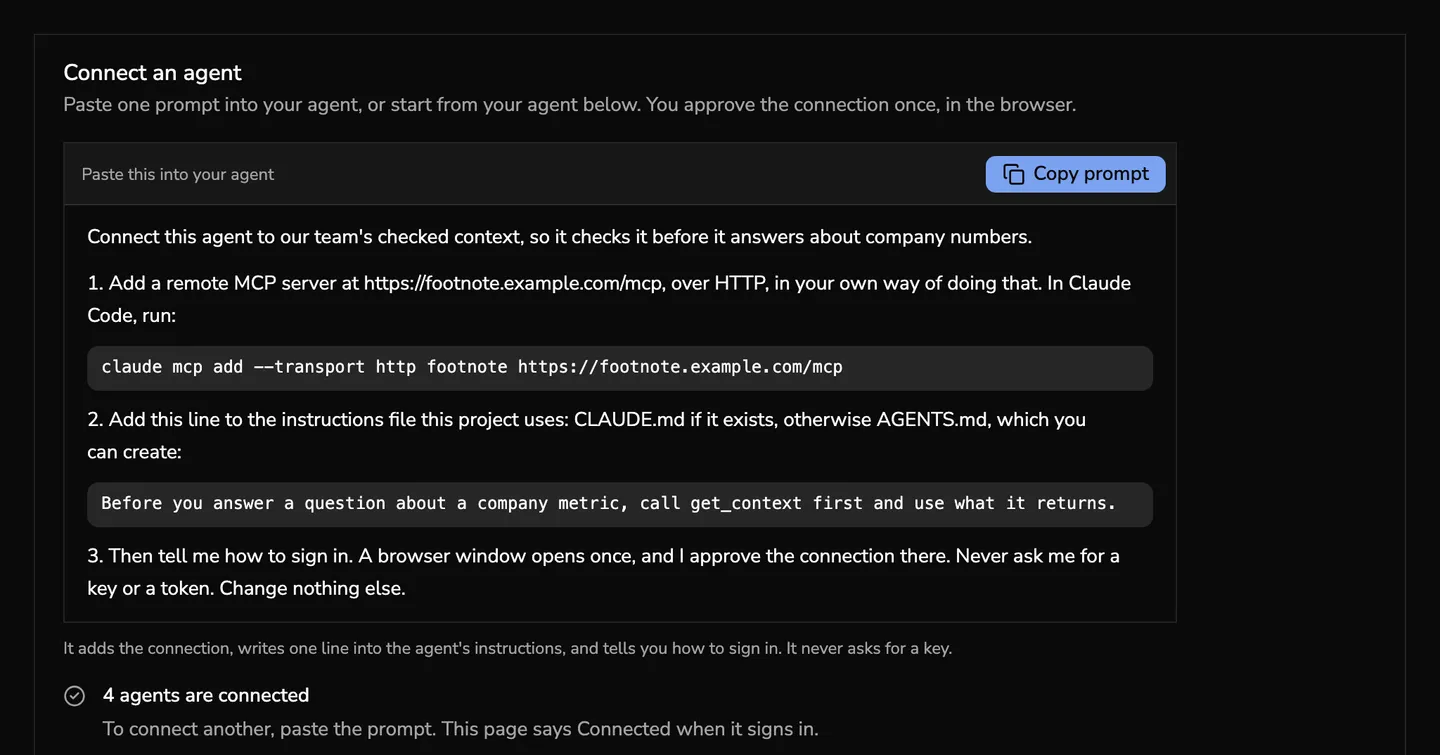 Connect an agent
Paste one prompt into your agent, or start from your agent below. You approve the connection once, in the browser.
Paste this into your agent
Copy prompt
Connect this agent to our team's checked context, so it checks it before it answers about company numbers.
1. Add a remote MCP server at https://footnote.example.com/mcp, over HTTP, in your own way of doing that. In Claude
Code, run:
claude mcp add --transport http footnote https://footnote.example.com/mcp
2. Add this line to the instructions file this project uses: CLAUDE.md if it exists, otherwise AGENTS.md, which you
can create:
Before you answer a question about a company metric, call get_context first and use what it returns.
3. Then tell me how to sign in. A browser window opens once, and I approve the connection there. Never ask me for a
key or a token. Change nothing else.
It adds the connection, writes one line into the agent's instructions, and tells you how to sign in. It never asks for a key.
4 agents are connected
To connect another, paste the prompt. This page says Connected when it signs in.